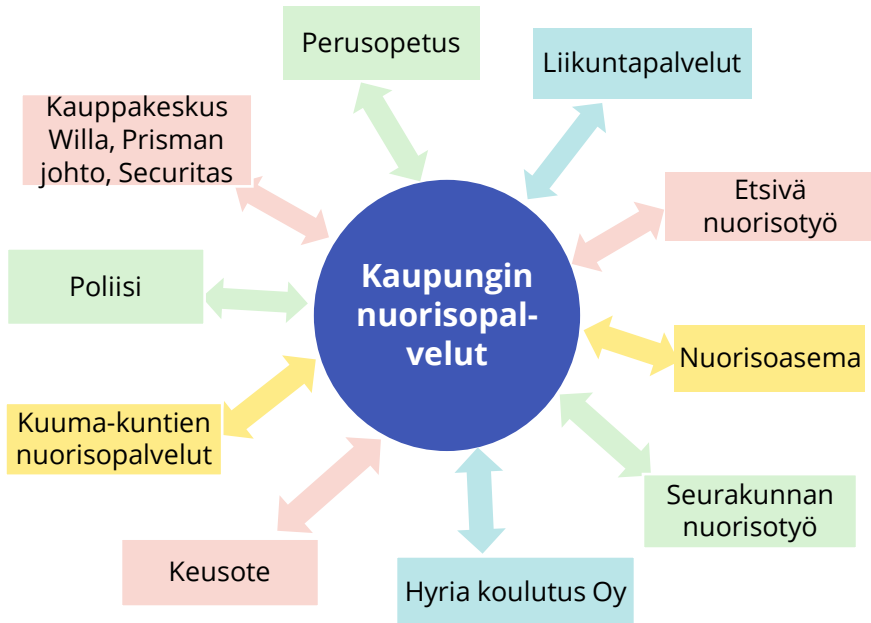 Perusopetus
Liikuntapalvelut
Kauppakeskus
Willa, Prisman
johto, Securitas
Etsivä
nuorisotyö
Poliisi
Kaupungin
nuorisopal-
velut
Nuorisoasema
Kuuma-kuntien
nuorisopalvelut
Seurakunnan
nuorisotyö
Keusote
Hyria koulutus Oy